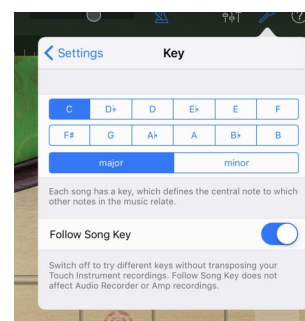 Settings
Key
C D♭ D E♭ E F
F♯ G A♭ A B♭ B
major minor
Each song has a key, which defines the central note to which
other notes in the music relate.
Follow Song Key
Switch off to try different keys without transposing your
Touch Instrument recordings. Follow Song Key does not
affect Audio Recorder or Amp recordings.